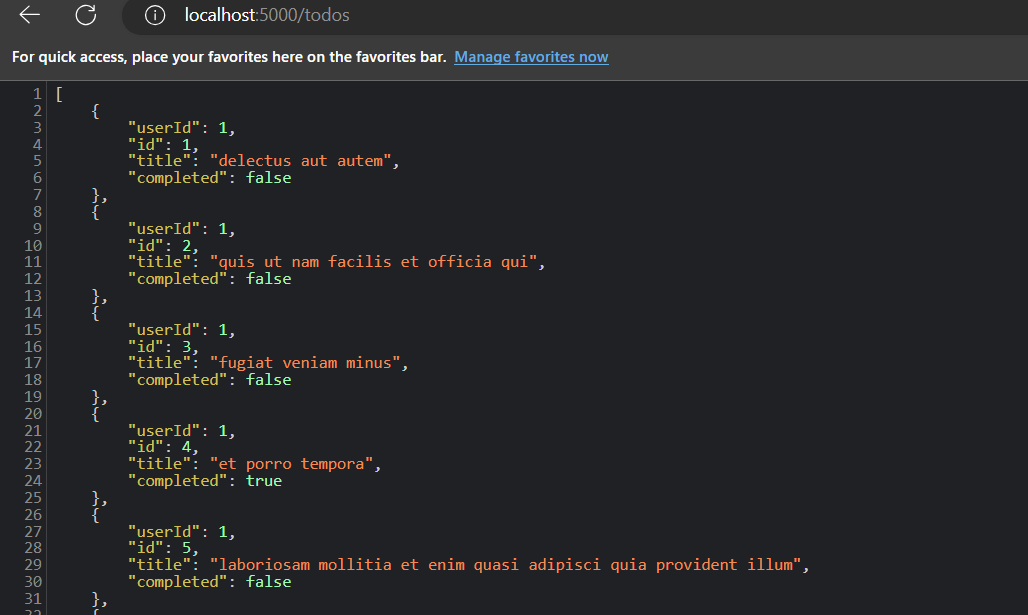 localhost:5000/todos
For quick access, place your favorites here on the favorites bar. Manage favorites now
1 [
2 {
3 "userId": 1,
4 "id": 1,
5 "title": "delectus aut autem",
6 "completed": false
7 },
8 {
9 "userId": 1,
10 "id": 2,
11 "title": "quis ut nam facilis et officia qui",
12 "completed": false
13 },
14 {
15 "userId": 1,
16 "id": 3,
17 "title": "fugiat veniam minus",
18 "completed": false
19 },
20 {
21 "userId": 1,
22 "id": 4,
23 "title": "et porro tempora",
24 "completed": true
25 },
26 {
27 "userId": 1,
28 "id": 5,
29 "title": "laboriosam mollitia et enim quasi adipisci quia provident illum",
30 "completed": false
31 },
32 {